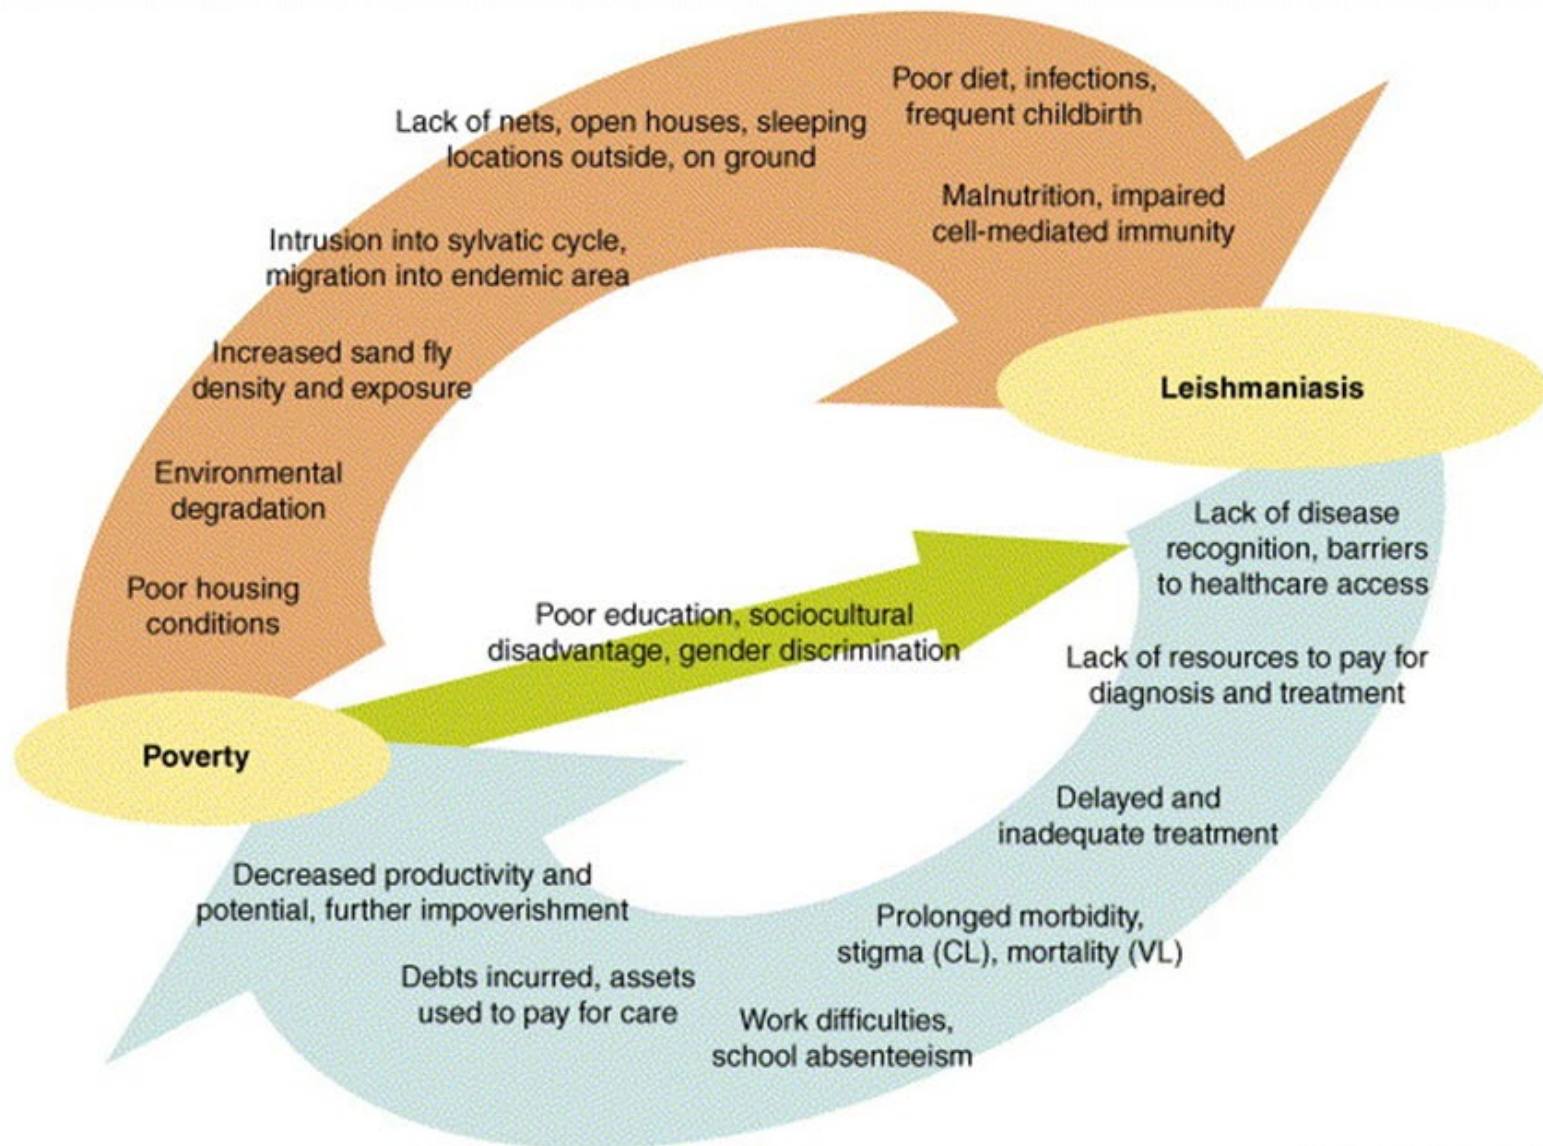 Poor diet, infections,
frequent childbirth
Lack of nets, open houses, sleeping
locations outside, on ground
Malnutrition, impaired
cell-mediated immunity
Intrusion into sylvatic cycle,
migration into endemic area
Increased sand fly
density and exposure
Leishmaniasis
Environmental
degradation
Lack of disease
recognition, barriers
to healthcare access
Poor housing
conditions
Poor education, sociocultural
disadvantage, gender discrimination
Lack of resources to pay for
diagnosis and treatment
Poverty
Delayed and
inadequate treatment
Decreased productivity and
potential, further impoverishment
Prolonged morbidity,
stigma (CL), mortality (VL)
Debts incurred, assets
used to pay for care
Work difficulties,
school absenteeism